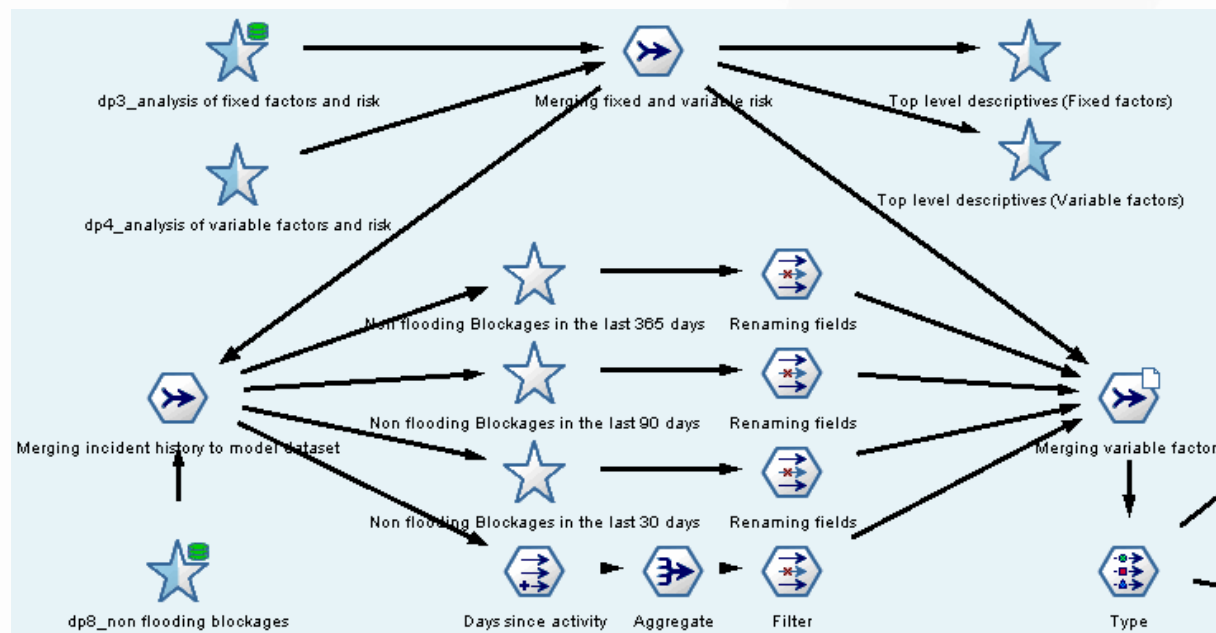 dp3_analysis of fixed factors and risk
Merging fixed and variable risk
Top level descriptives (Fixed factors)
dp4_analysis of variable factors and risk
Top level descriptives (Variable factors)
Non flooding Blockages in the last 365 days
Renaming fields
Non flooding Blockages in the last 90 days
Renaming fields
Merging incident history to model dataset
Merging variable factor
Non flooding Blockages in the last 30 days
Renaming fields
dp8_non flooding blockages
Days since activity
Aggregate
Filter
Type